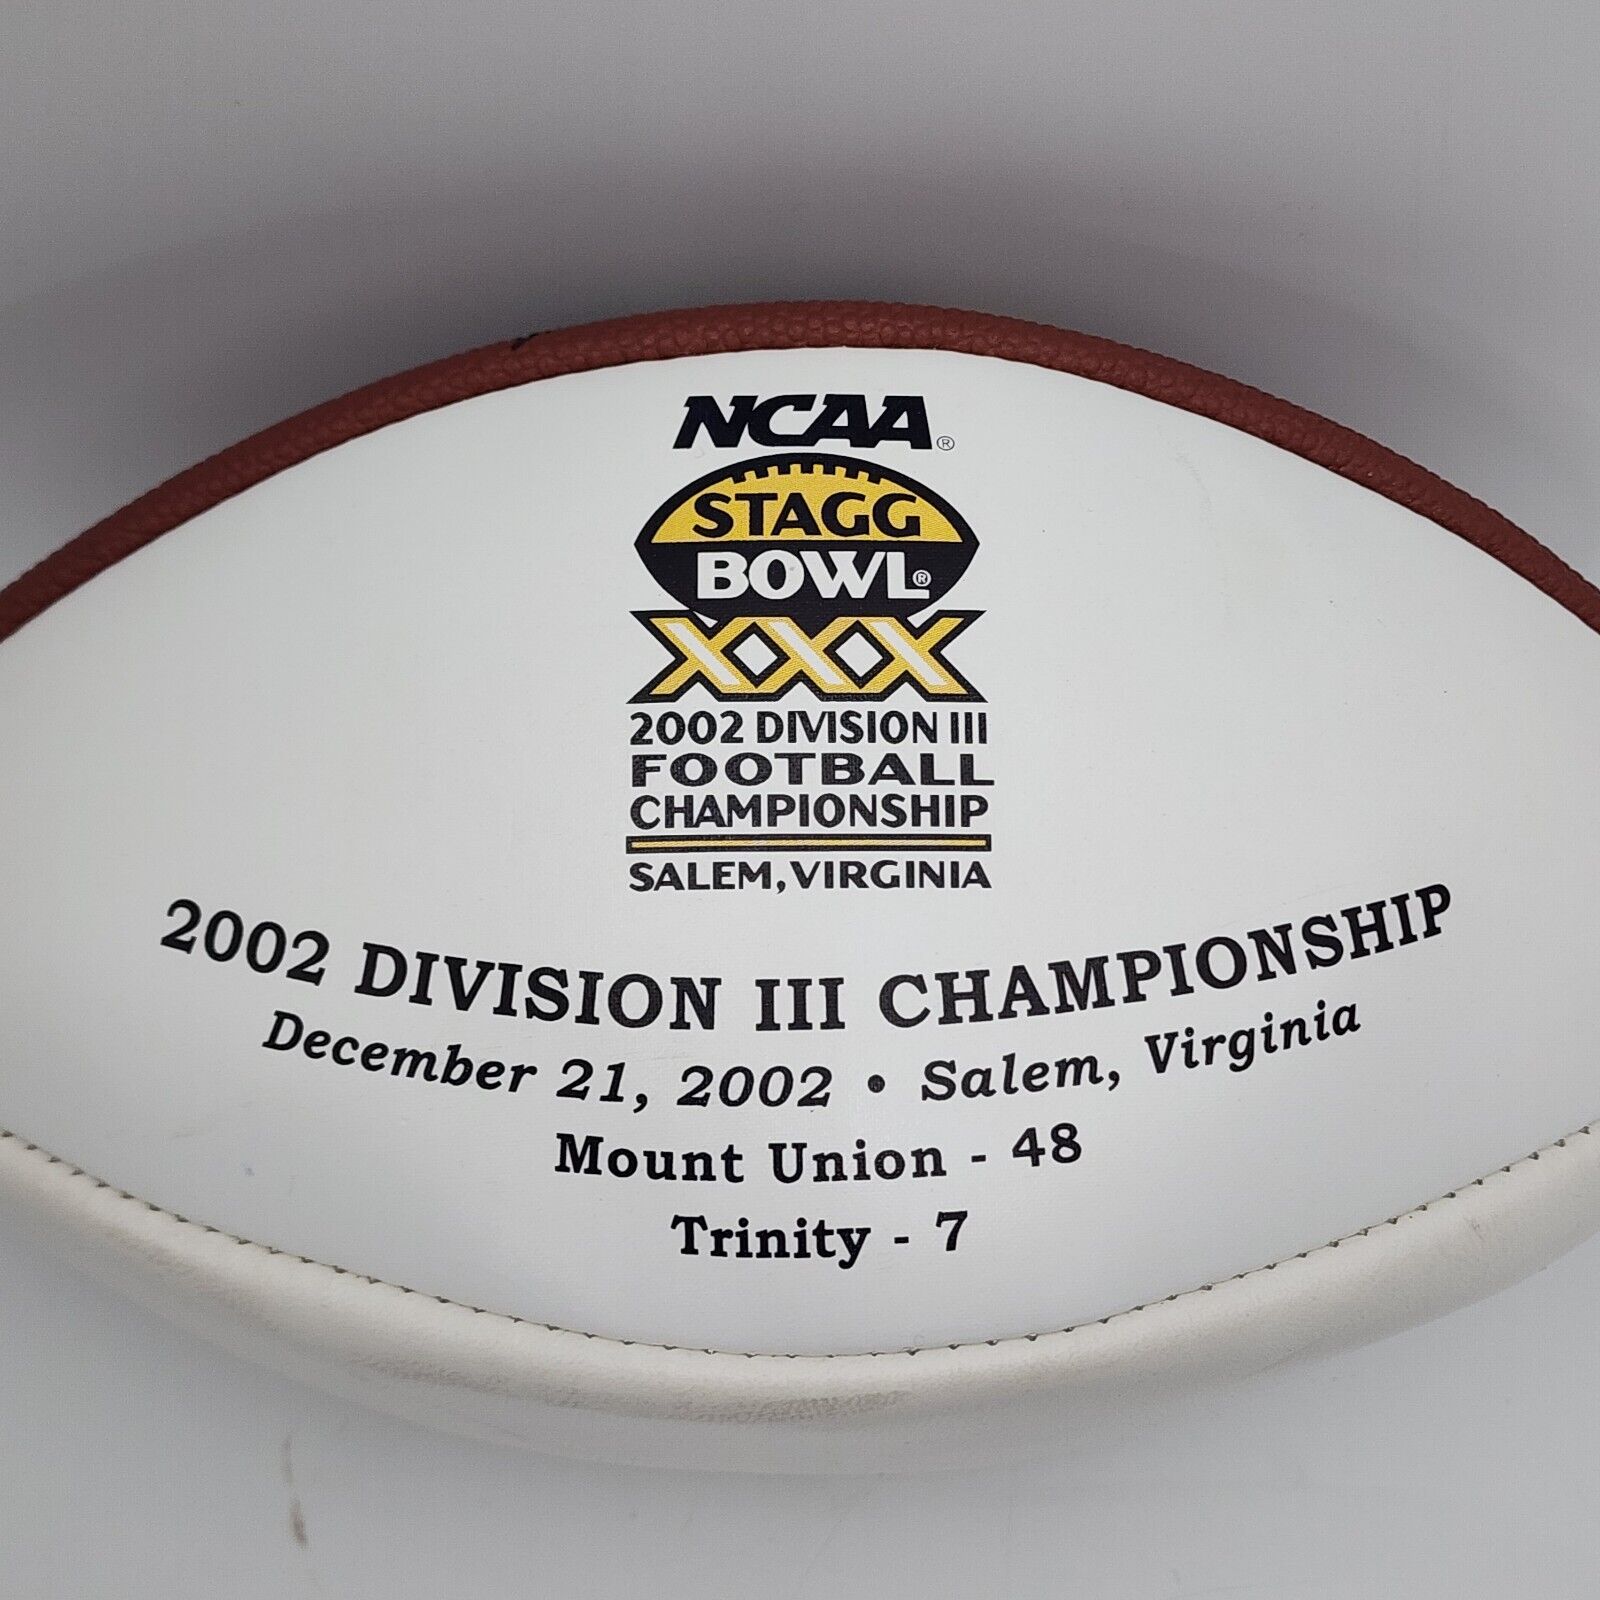 NCAA®
STAGG
BOWL®
XXX
2002 DIVISION III
FOOTBALL
CHAMPIONSHIP
SALEM, VIRGINIA
2002 DIVISION III CHAMPIONSHIP
December 21, 2002 • Salem, Virginia
Mount Union - 48
Trinity - 7